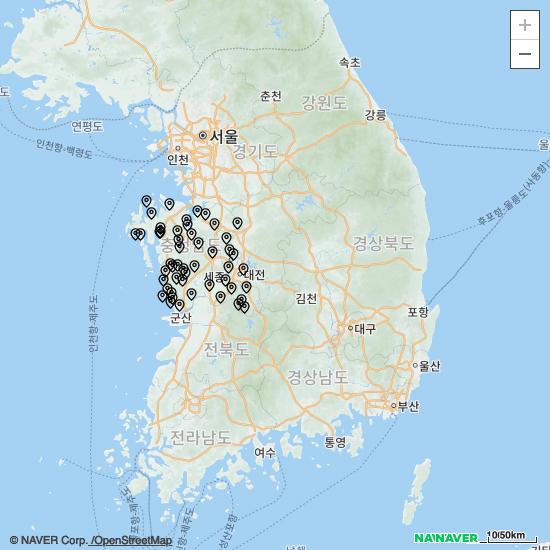 +
−
속초
춘천
강원도
연평도
강릉
서울
인천
경기도
인천항-백령도
후포항-울릉도(사동항)
충청남도
경상북도
세종
대전
김천
인천항-제주도
포항
군산
대구
전북도
울산
경상남도
부산
전라남도
통영
여수
© NAVER Corp. /OpenStreetMap
NAVER
10/50km